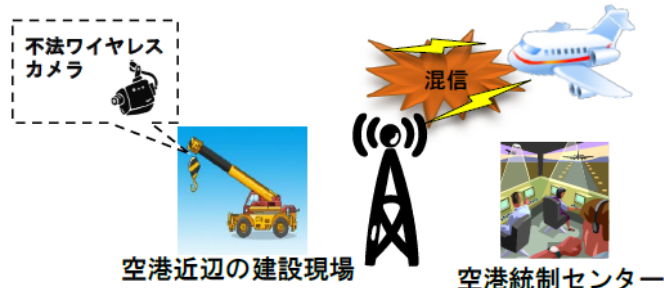 不法ワイヤレス
カメラ
混信
空港近辺の建設現場
空港統制センター